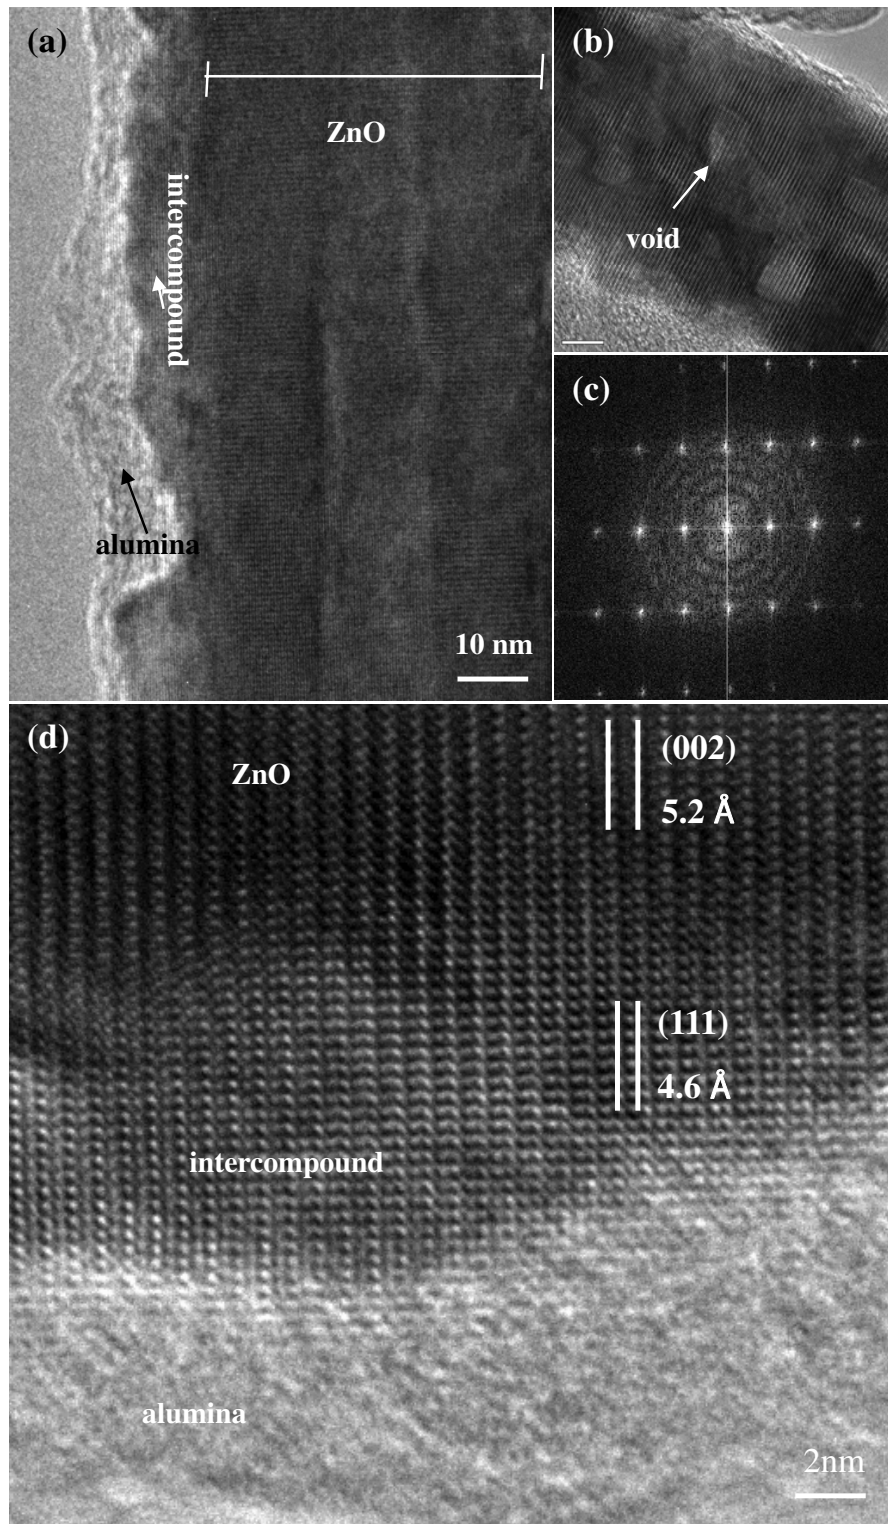 (a)
ZnO
intercompound
alumina
10 nm
(b)
void
(c)
(d)
ZnO
(002)
5.2 Å
(111)
4.6 Å
intercompound
alumina
2nm